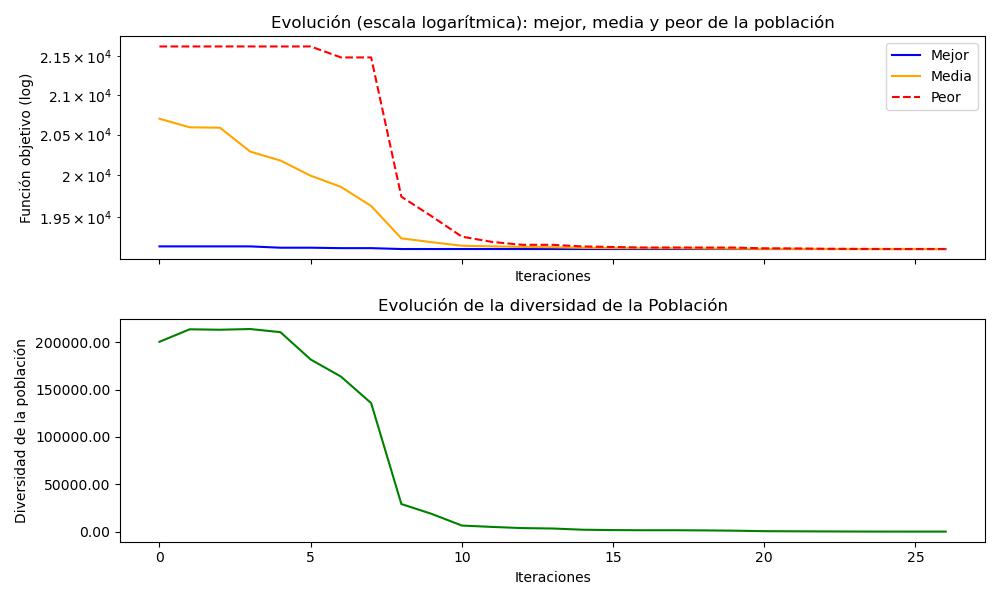 Evolución (escala logarítmica): mejor, media y peor de la población
Función objetivo (log)
2.15 × 10⁴
2.1 × 10⁴
2.05 × 10⁴
2 × 10⁴
1.95 × 10⁴
Mejor
Media
Peor
Iteraciones
Evolución de la diversidad de la Población
Diversidad de la población
200000.00
150000.00
100000.00
50000.00
0.00
0 5 10 15 20 25
Iteraciones